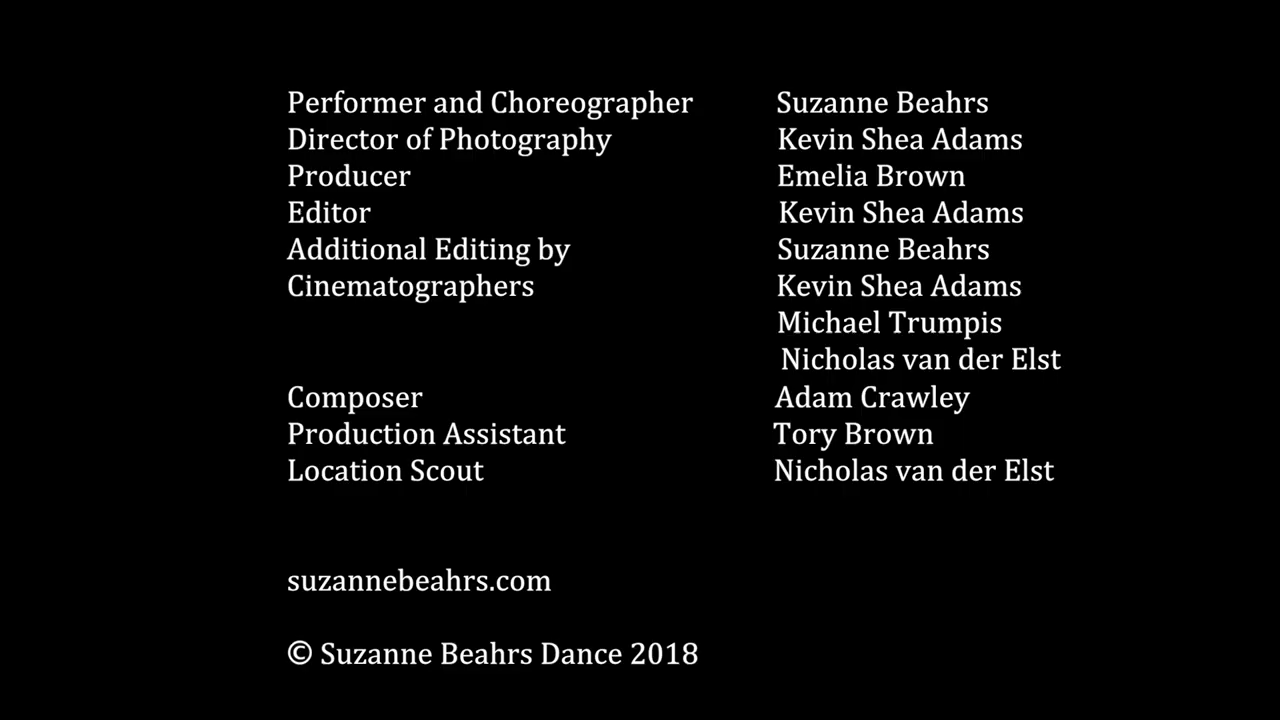 Performer and Choreographer Suzanne Beahrs
Director of Photography Kevin Shea Adams
Producer Emelia Brown
Editor Kevin Shea Adams
Additional Editing by Suzanne Beahrs
Cinematographers Kevin Shea Adams
Michael Trumpis
Nicholas van der Elst
Composer Adam Crawley
Production Assistant Tory Brown
Location Scout Nicholas van der Elst
suzannebeahrs.com
© Suzanne Beahrs Dance 2018